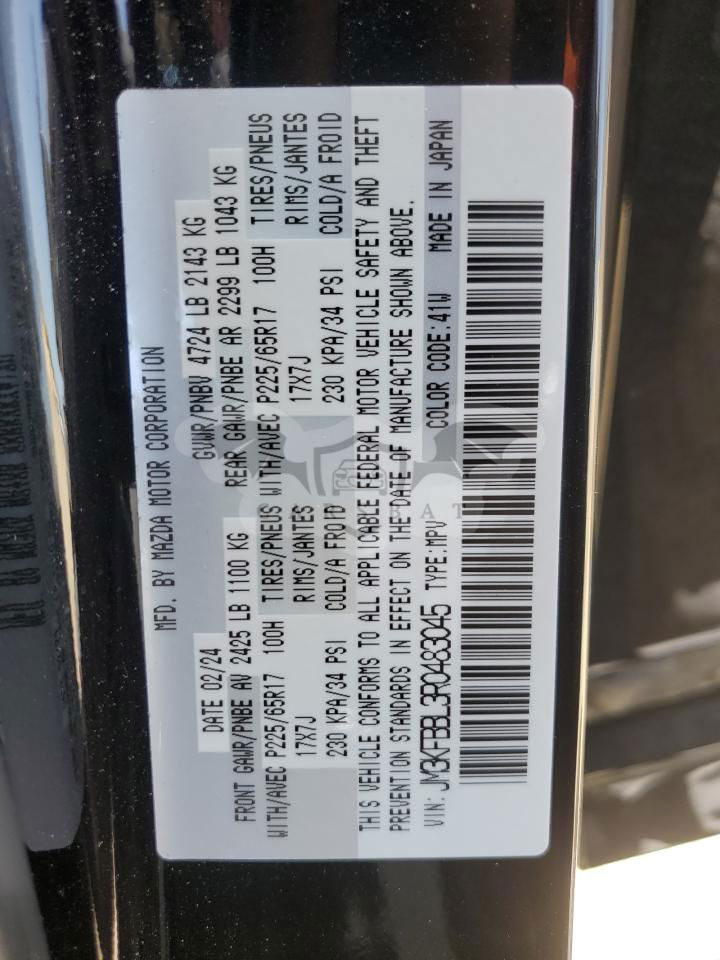 MFD. BY MAZDA MOTOR CORPORATION
DATE 02/24 GVWR/PNBV 4724 LB 2143 KG
FRONT GAWR/PNBE AV 2425 LB 1100 KG REAR GAWR/PNBE AR 2299 LB 1043 KG
WITH/AVEC P225/65R17 100H TIRES/PNEUS WITH/AVEC P225/65R17 100H TIRES/PNEUS
17X7J RIMS/JANTES 17X7J RIMS/JANTES
230 KPA/34 PSI COLD/A FROID 230 KPA/34 PSI COLD/A FROID
THIS VEHICLE CONFORMS TO ALL APPLICABLE FEDERAL MOTOR VEHICLE SAFETY AND THEFT
PREVENTION STANDARDS IN EFFECT ON THE DATE OF MANUFACTURE SHOWN ABOVE.
VIN: JM3KFBBL3R0483045 TYPE:MPV COLOR CODE:41W MADE IN JAPAN